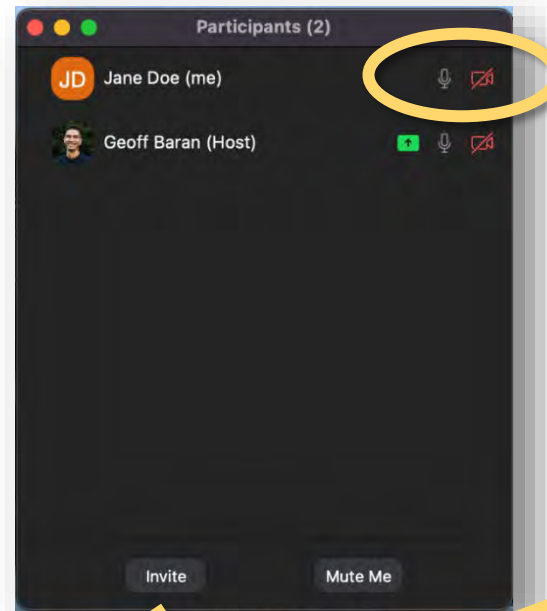 Participants (2)
JD Jane Doe (me)
Geoff Baran (Host)
Invite Mute Me